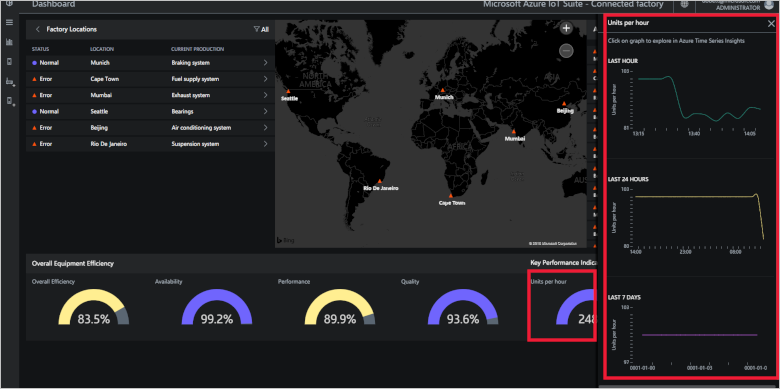 Dashboard
Microsoft Azure IoT Suite - Connected factory
ADMINISTRATOR
Factory Locations
All
STATUS LOCATION CURRENT PRODUCTION
Normal Munich Braking system
Error Cape Town Fuel supply system
Error Mumbai Exhaust system
Normal Seattle Bearings
Error Beijing Air conditioning system
Error Rio De Janeiro Suspension system
NORTH
AMERICA
ASIA
AFRICA
AUS
Seattle
Munich
Beijing
Mumbai
Rio De Janeiro
Cape Town
Bing
© 2018 Microsoft Corporation
Overall Equipment Efficiency
Overall Efficiency
83.5%
Availability
99.2%
Performance
89.9%
Quality
93.6%
Key Performance Indica
Units per hour
248
Units per hour
Click on graph to explore in Azure Time Series Insights
LAST HOUR
Units per hour
103
81
13:15 13:40 14:05
LAST 24 HOURS
Units per hour
103
14:00 23:00 09:00
LAST 7 DAYS
Units per hour
103
97
0001-01-03 0001-01-0